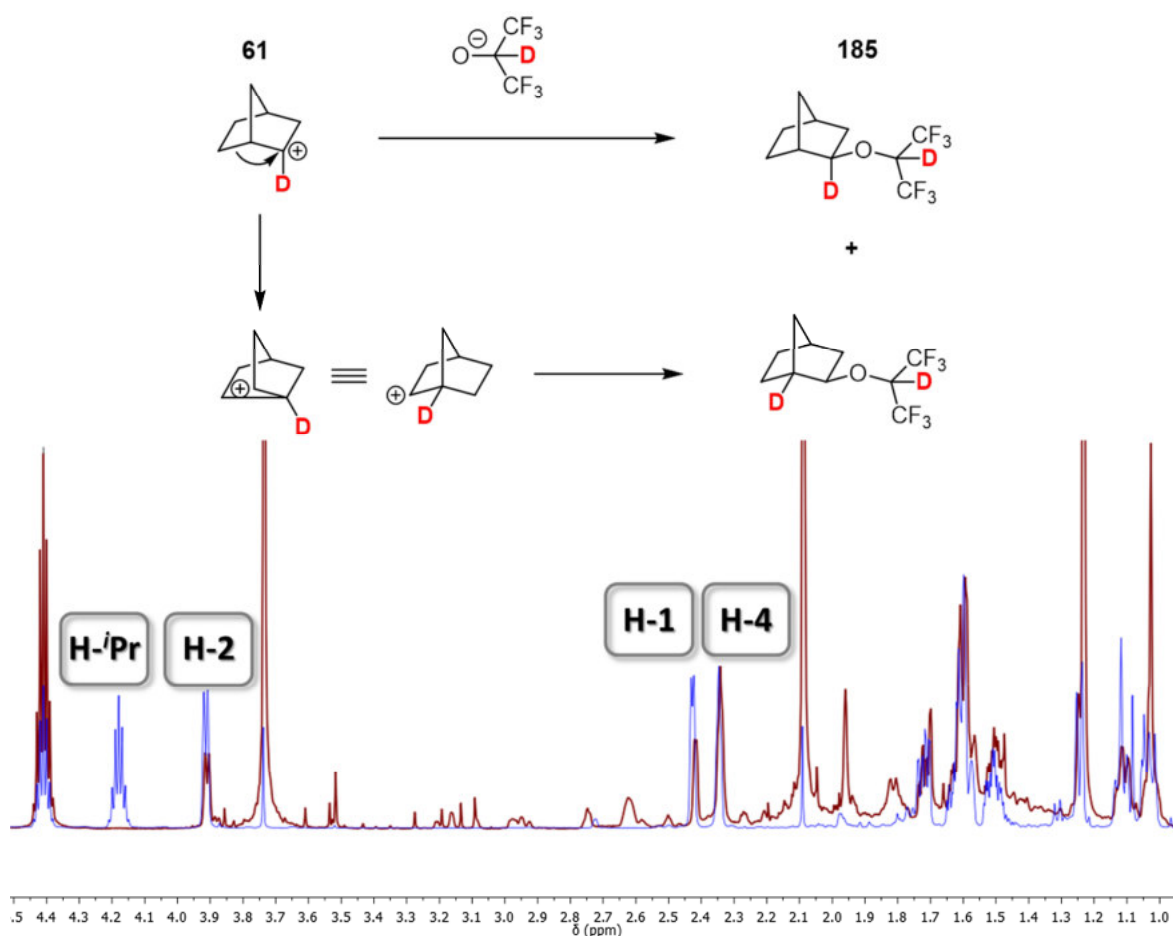 61
185
CF₃
O
⊖
D
CF₃
⊕
D
O
CF₃
D
CF₃
D
+
⊕
D
≡
⊕
D
O
CF₃
D
CF₃
D
H-ⁱPr
H-2
H-1
H-4
.5 4.4 4.3 4.2 4.1 4.0 3.9 3.8 3.7 3.6 3.5 3.4 3.3 3.2 3.1 3.0 2.9 2.8 2.7 2.6 2.5 2.4 2.3 2.2 2.1 2.0 1.9 1.8 1.7 1.6 1.5 1.4 1.3 1.2 1.1 1.0
δ (ppm)